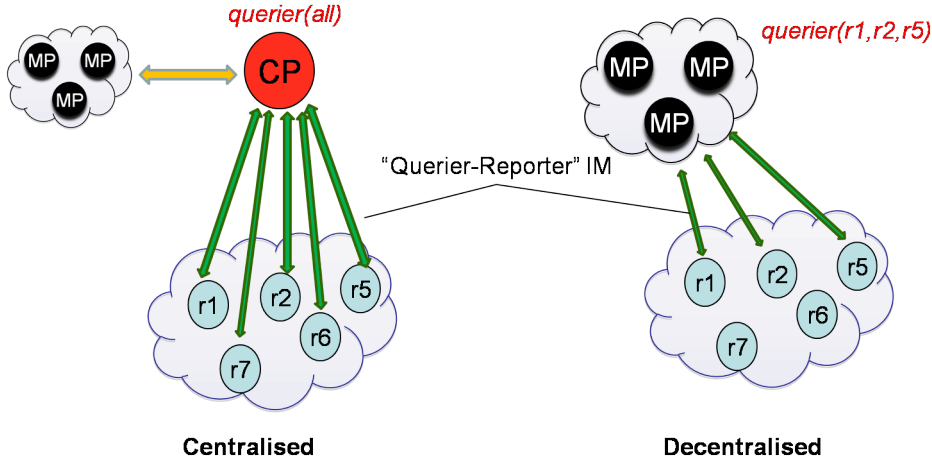 querier(all)
querier(r1,r2,r5)
MP
MP
MP
CP
MP
MP
MP
“Querier-Reporter” IM
r1
r2
r5
r6
r7
r1
r2
r5
r6
r7
Centralised
Decentralised